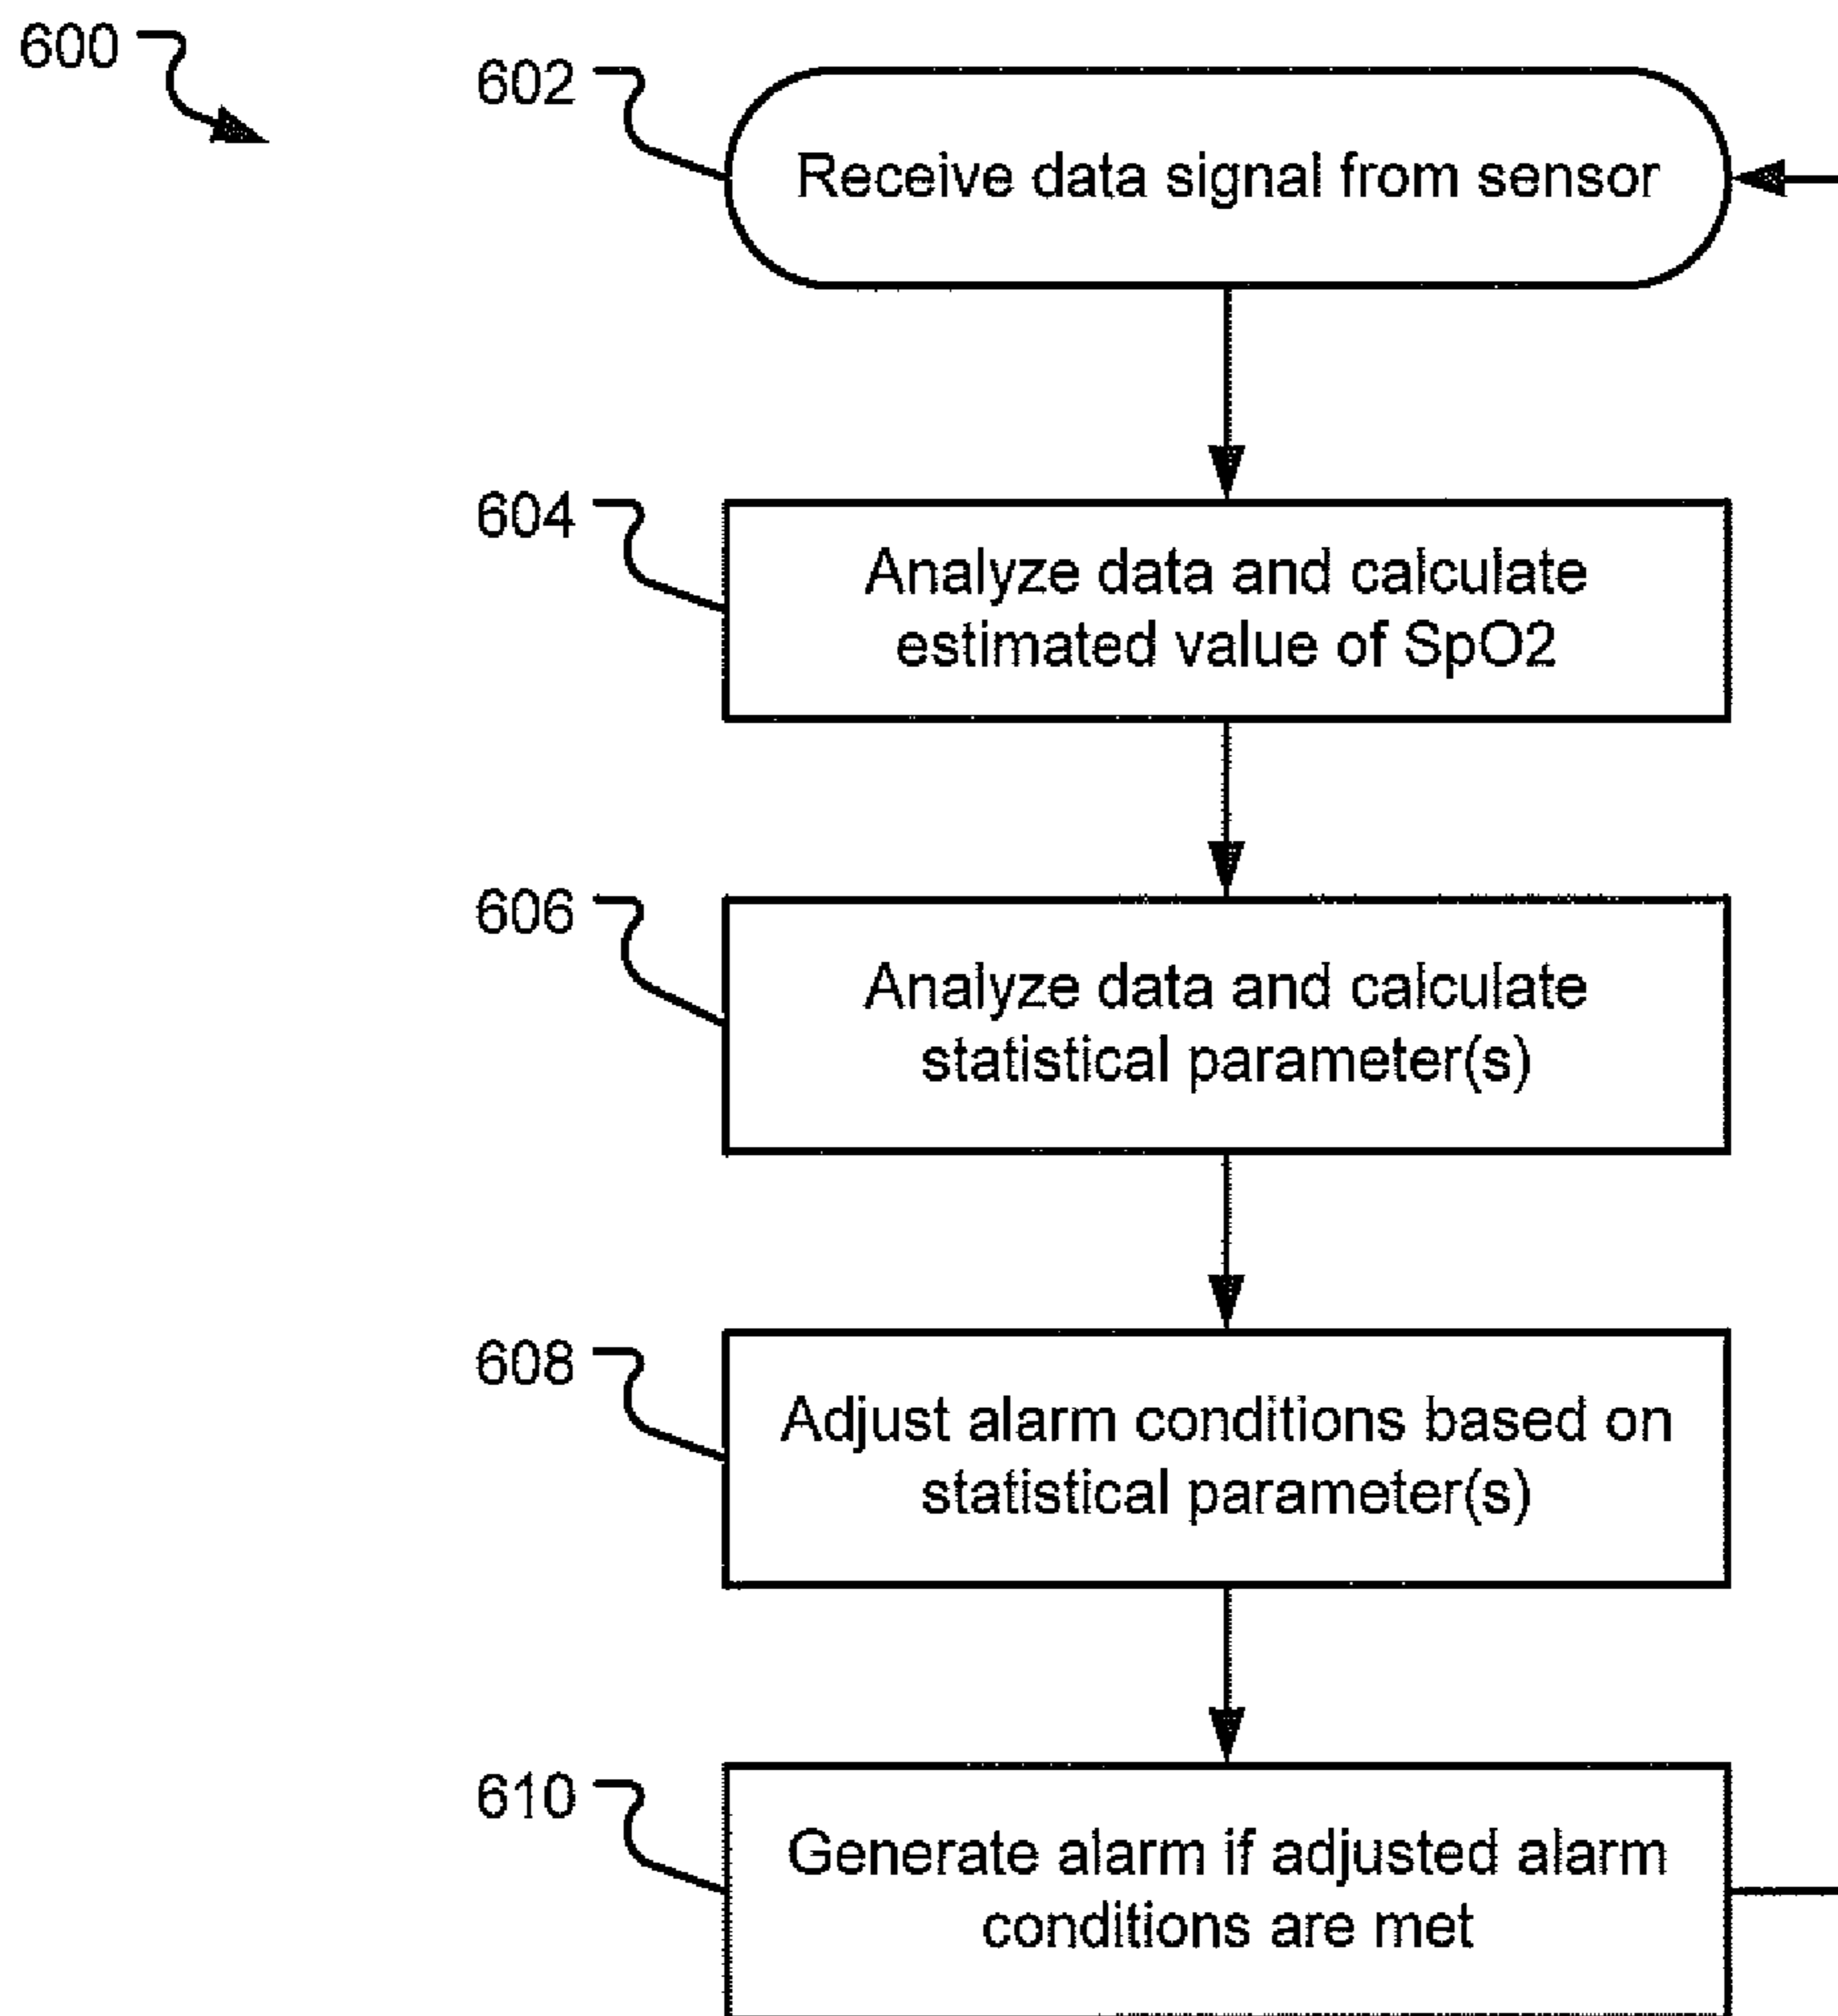 600
602
Receive data signal from sensor
604
Analyze data and calculate
estimated value of SpO2
606
Analyze data and calculate
statistical parameter(s)
608
Adjust alarm conditions based on
statistical parameter(s)
610
Generate alarm if adjusted alarm
conditions are met